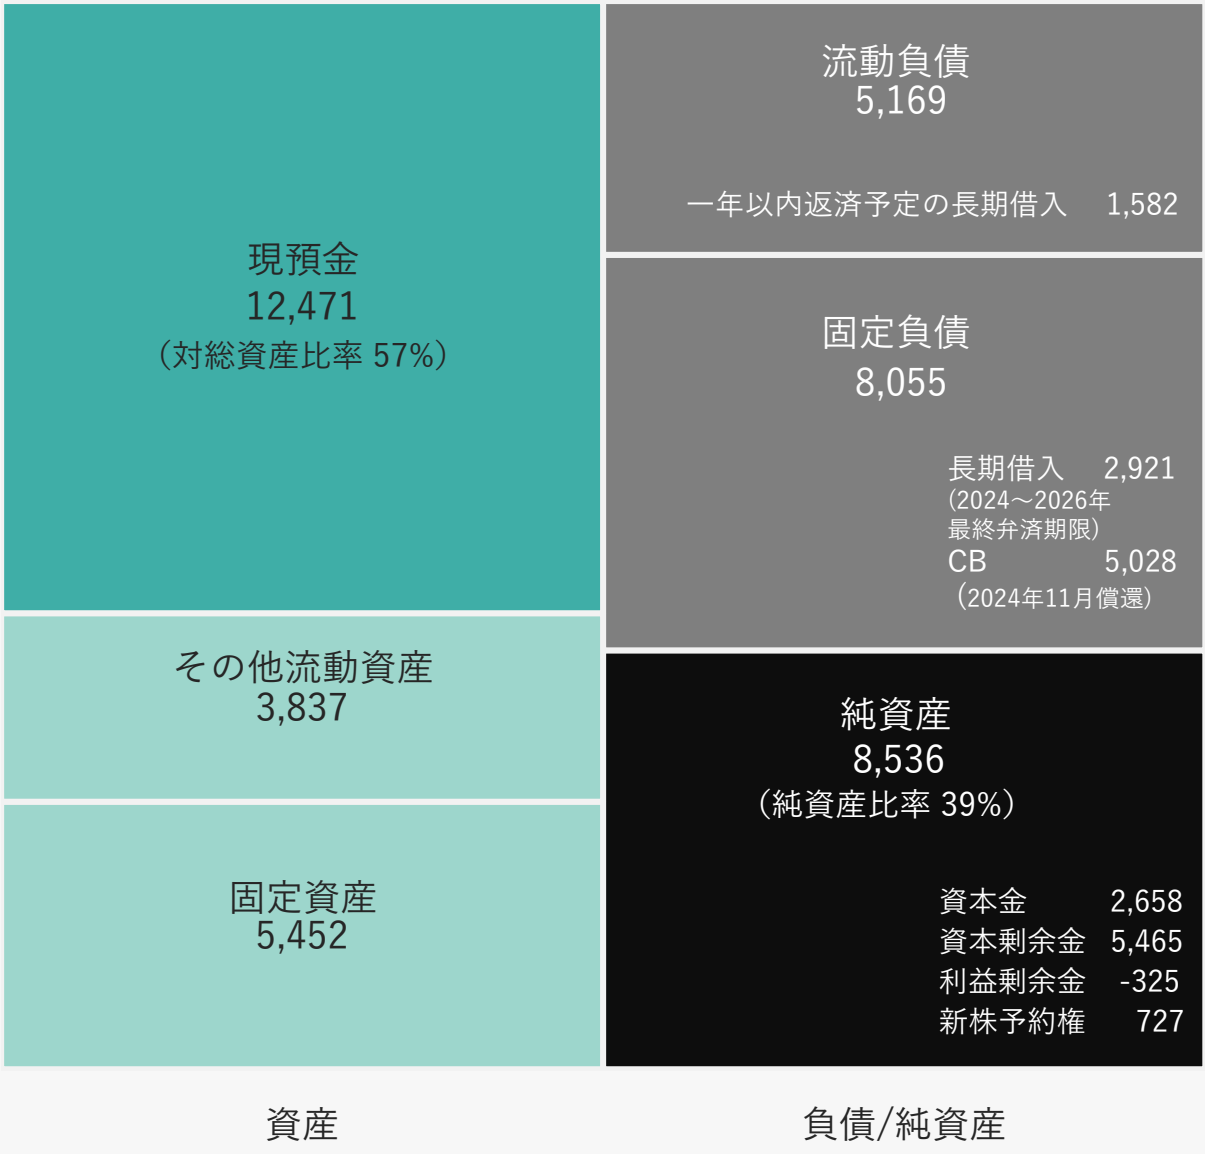 現預金
12,471
（対総資産比率 57%）
その他流動資産
3,837
固定資産
5,452
資産
流動負債
5,169
一年以内返済予定の長期借入 1,582
固定負債
8,055
長期借入 2,921
(2024～2026年
最終弁済期限)
CB 5,028
（2024年11月償還)
純資産
8,536
（純資産比率 39%）
資本金 2,658
資本剰余金 5,465
利益剰余金 -325
新株予約権 727
負債/純資産